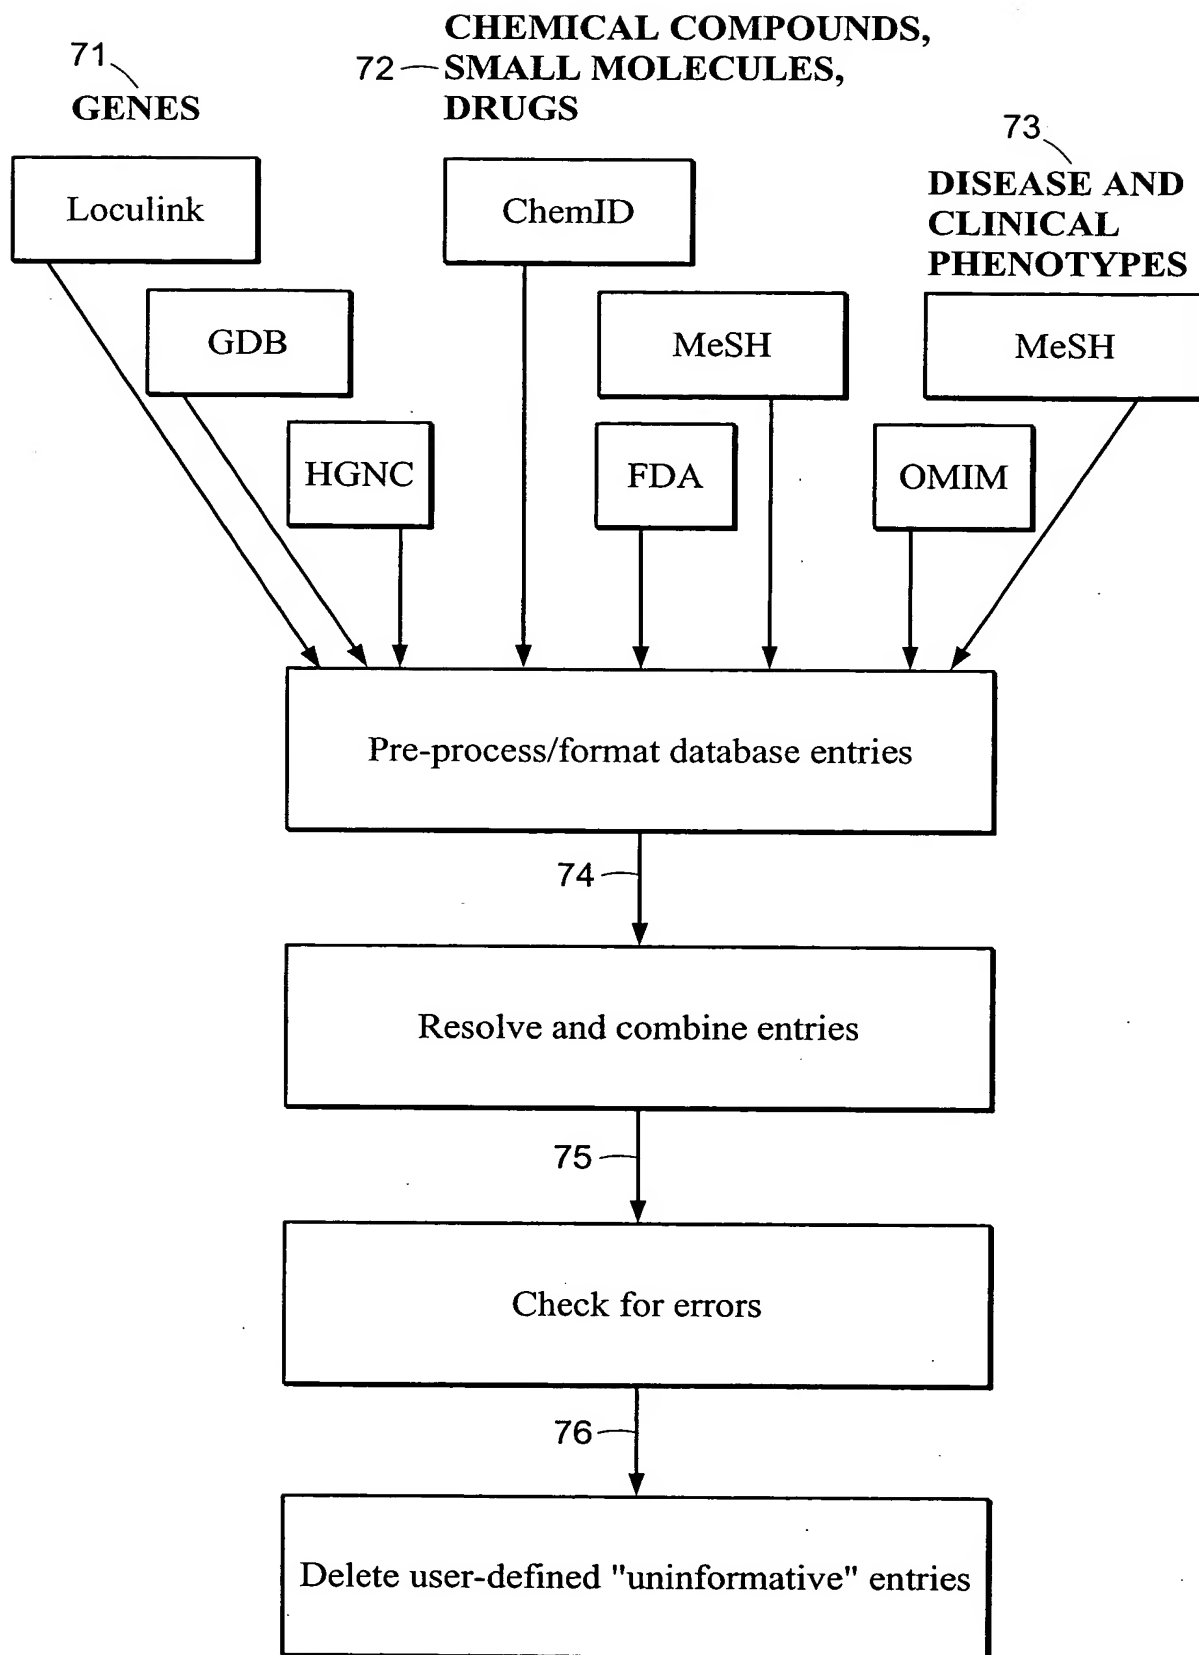 71
GENES
72
CHEMICAL COMPOUNDS,
SMALL MOLECULES,
DRUGS
73
DISEASE AND
CLINICAL
PHENOTYPES
Loculink
ChemID
GDB
MeSH
MeSH
HGNC
FDA
OMIM
Pre-process/format database entries
74
Resolve and combine entries
75
Check for errors
76
Delete user-defined "uninformative" entries